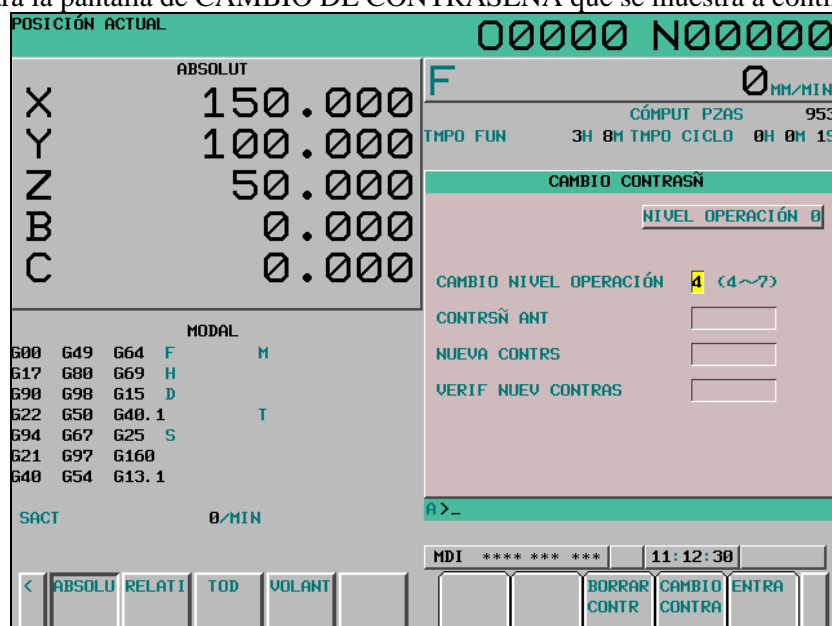 ra la pantalla de CAMBIO DE CONTRASEÑA que se muestra a conti
POSICIÓN ACTUAL
O0000 N00000
ABSOLUT
X 150.000
Y 100.000
Z 50.000
B 0.000
C 0.000
F 0 MM/MIN
CÓMPUT PZAS 953
TMPO FUN 3H 8M TMPO CICLO 0H 0M 1S
CAMBIO CONTRASÑ
NIVEL OPERACIÓN 0
CAMBIO NIVEL OPERACIÓN 4 (4~7)
CONTRSÑ ANT
NUEVA CONTRS
VERIF NUEV CONTRAS
MODAL
G00 G49 G64 F M
G17 G80 G69 H
G90 G98 G15 D
G22 G50 G40.1 T
G94 G67 G25 S
G21 G97 G160
G40 G54 G13.1
SACT 0/MIN
A>_
MDI **** *** *** 11:12:30
< ABSOLU RELATI TOD VOLANT
BORRAR CONTR CAMBIO CONTRA ENTRA